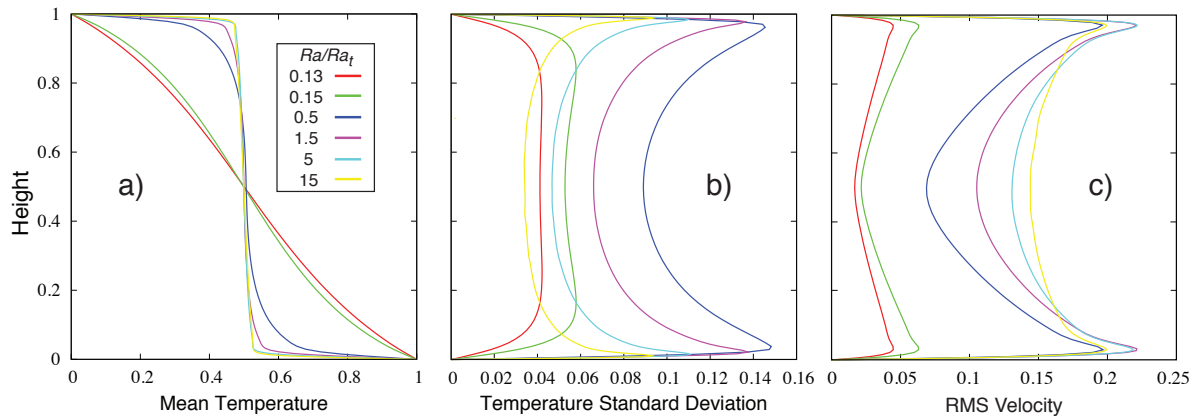 Height
1
0.8
0.6
0.4
0.2
0
0 0.2 0.4 0.6 0.8 1
Mean Temperature
a)
Ra/Ra_t
0.13
0.15
0.5
1.5
5
15
b)
0 0.02 0.04 0.06 0.08 0.10 0.12 0.14 0.16
Temperature Standard Deviation
c)
0 0.05 0.1 0.15 0.2 0.25
RMS Velocity